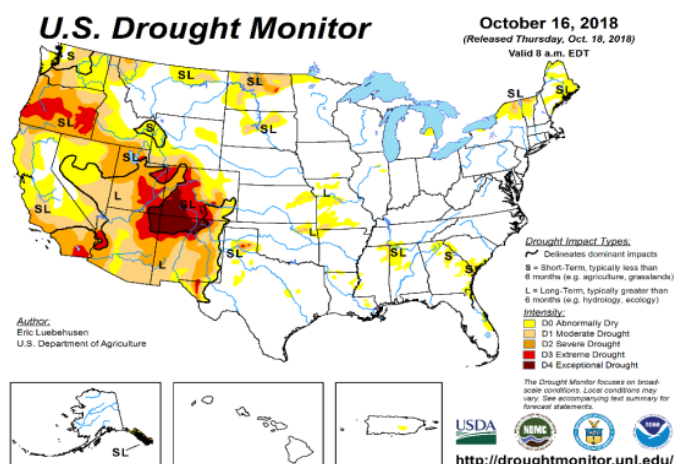 U.S. Drought Monitor
October 16, 2018
(Released Thursday, Oct. 18, 2018)
Valid 8 a.m. EDT
S
SL
SL
SL
SL
SL
S
SL
SL
SL
SL
L
L
L
L
SL
SL
S
S
Drought Impact Types:
Delineates dominant impacts
S = Short-Term, typically less than
6 months (e.g. agriculture, grasslands)
L = Long-Term, typically greater than
6 months (e.g. hydrology, ecology)
Intensity:
D0 Abnormally Dry
D1 Moderate Drought
D2 Severe Drought
D3 Extreme Drought
D4 Exceptional Drought
Author:
Eric Luebehusen
U.S. Department of Agriculture
The Drought Monitor focuses on broad-
scale conditions. Local conditions may
vary. See accompanying text summary for
forecast statements.
SL
USDA
NDMC
http://droughtmonitor.unl.edu/